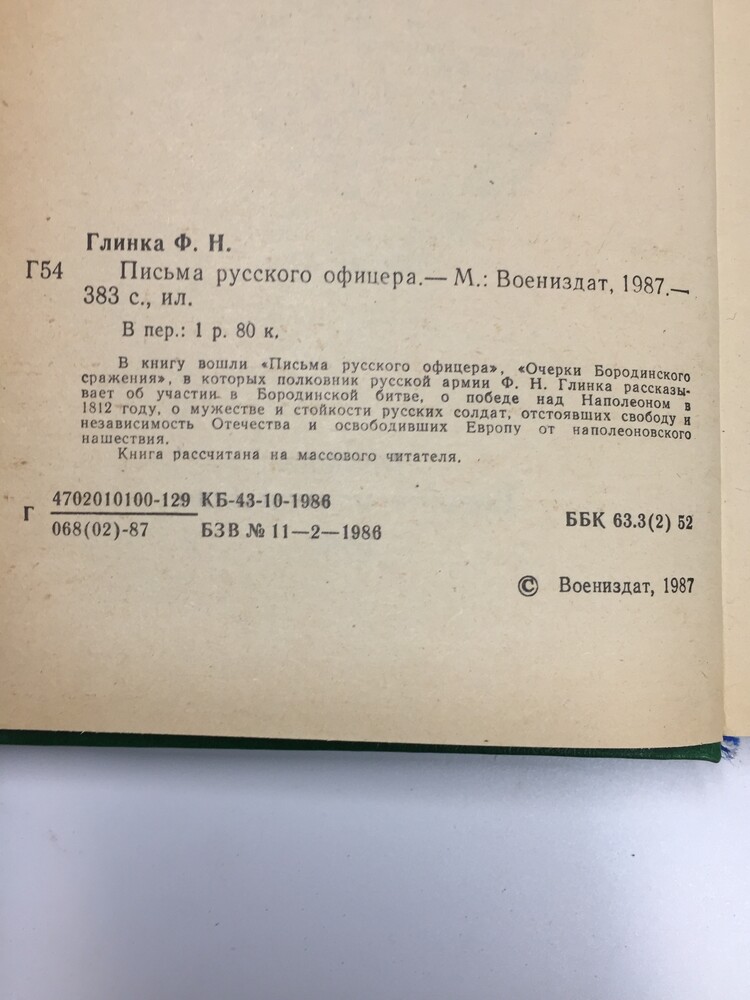 Глинка Ф. Н.
Г54 Письма русского офицера.— М.: Воениздат, 1987.—
383 с., ил.
В пер.: 1 р. 80 к.
В книгу вошли «Письма русского офицера», «Очерки Бородинского
сражения», в которых полковник русской армии Ф. Н. Глинка рассказы-
вает об участии в Бородинской битве, о победе над Наполеоном в
1812 году, о мужестве и стойкости русских солдат, отстоявших свободу и
независимость Отечества и освободивших Европу от наполеоновского
нашествия.
Книга рассчитана на массового читателя.
Г 4702010100-129 КБ-43-10-1986
068(02)-87 БЗВ № 11—2—1986
ББК 63.3(2) 52
© Воениздат, 1987